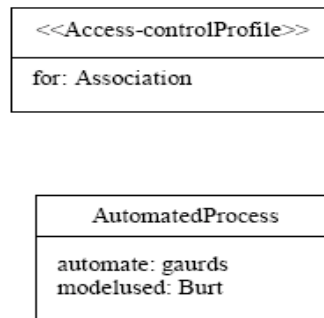 <<Access-controlProfile>>
for: Association
AutomatedProcess
automate: gaurds
modelused: Burt